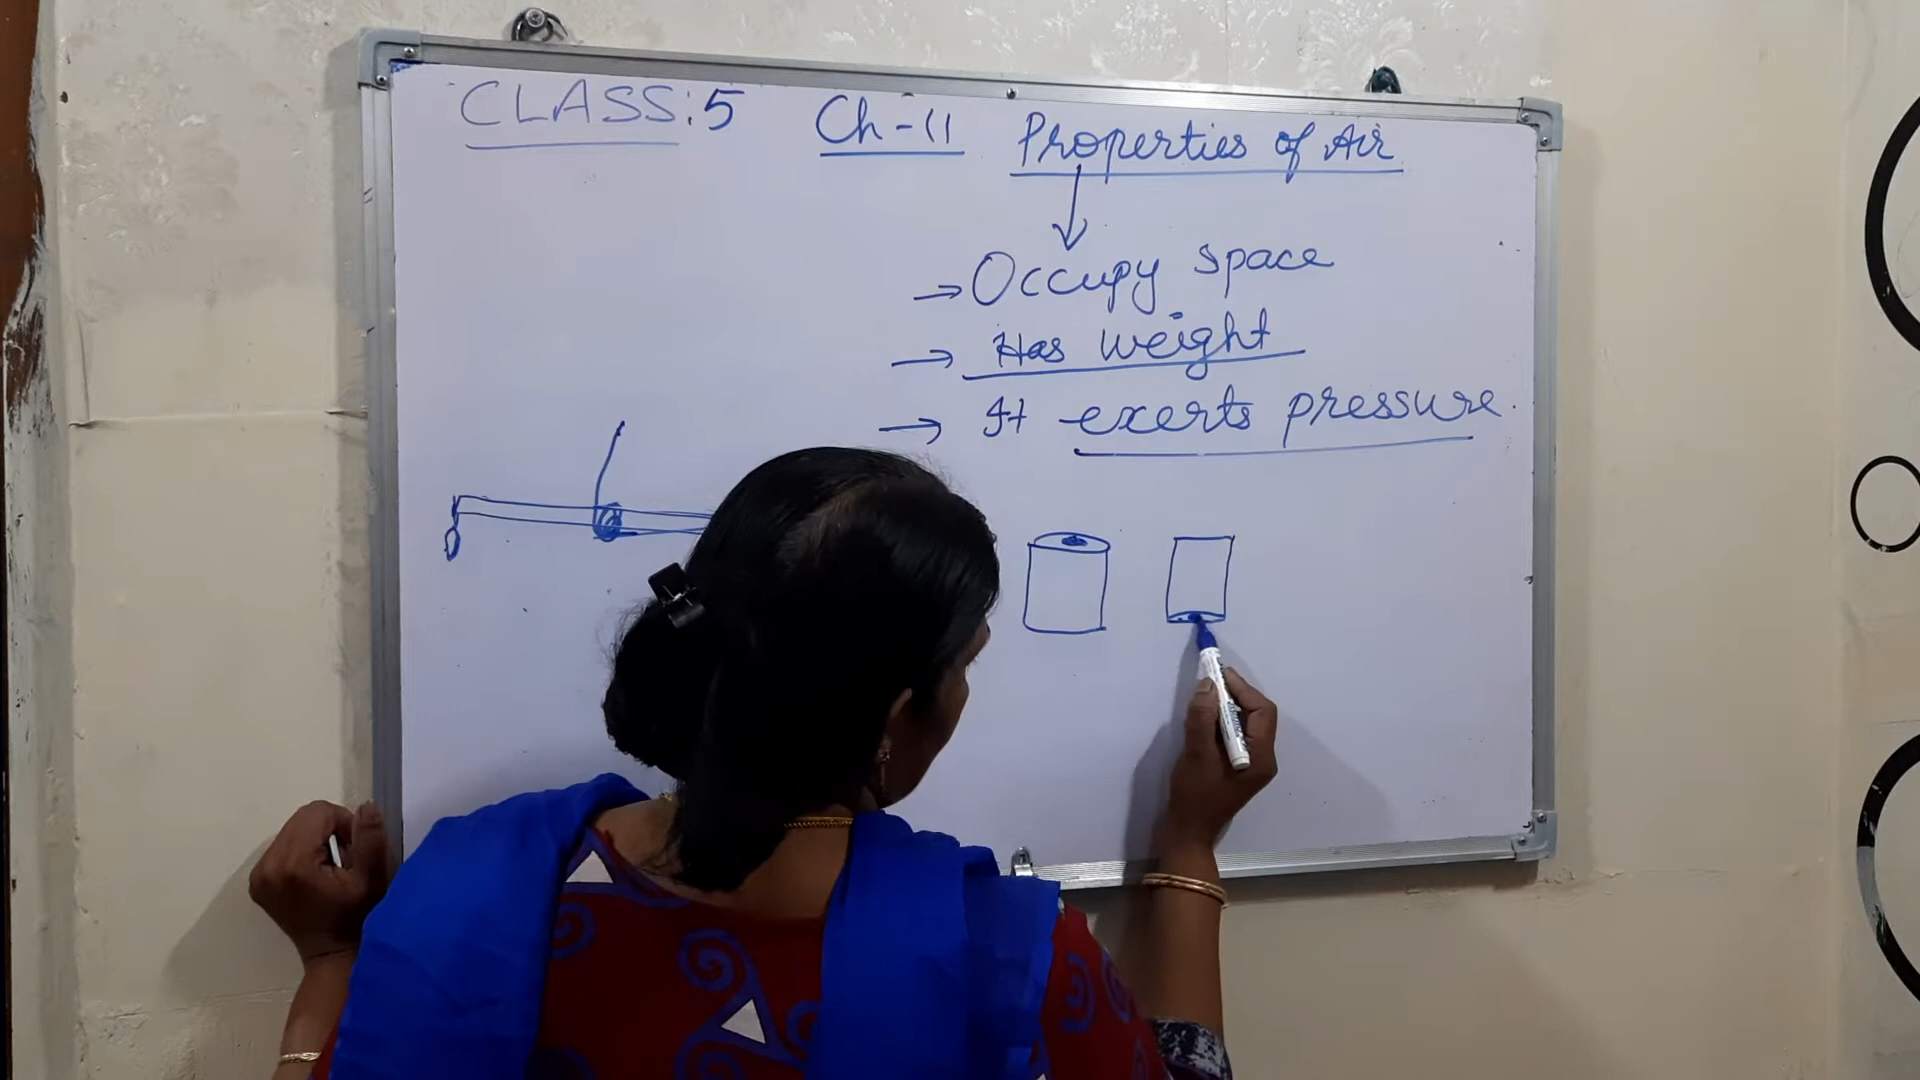 CLASS: 5 Ch-11 Properties of Air
→ Occupy space
→ Has weight
→ It exerts pressure.